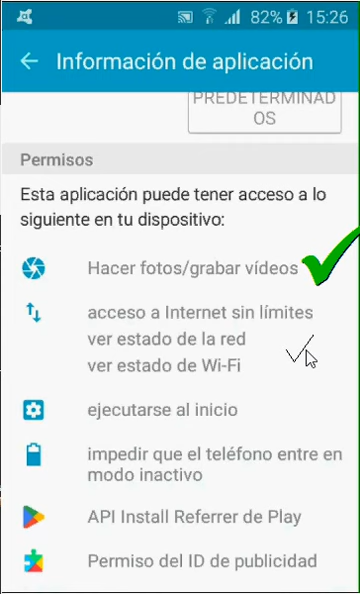 82% 15:26
Información de aplicación
PREDETERMINAD
OS
Permisos
Esta aplicación puede tener acceso a lo
siguiente en tu dispositivo:
Hacer fotos/grabar vídeos
acceso a Internet sin límites
ver estado de la red
ver estado de Wi-Fi
ejecutarse al inicio
impedir que el teléfono entre en
modo inactivo
API Install Referrer de Play
Permiso del ID de publicidad